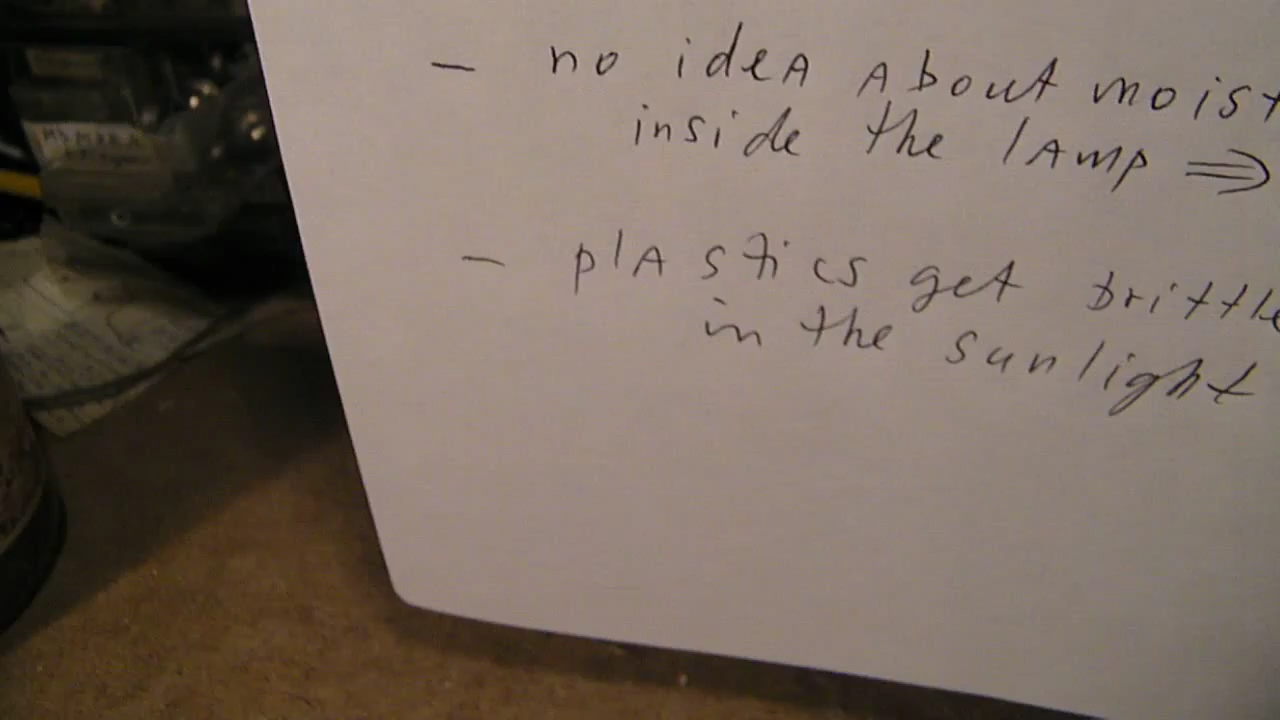 - no idea about moist
inside the lamp ⇒
- plastics get brittle
in the sunlight